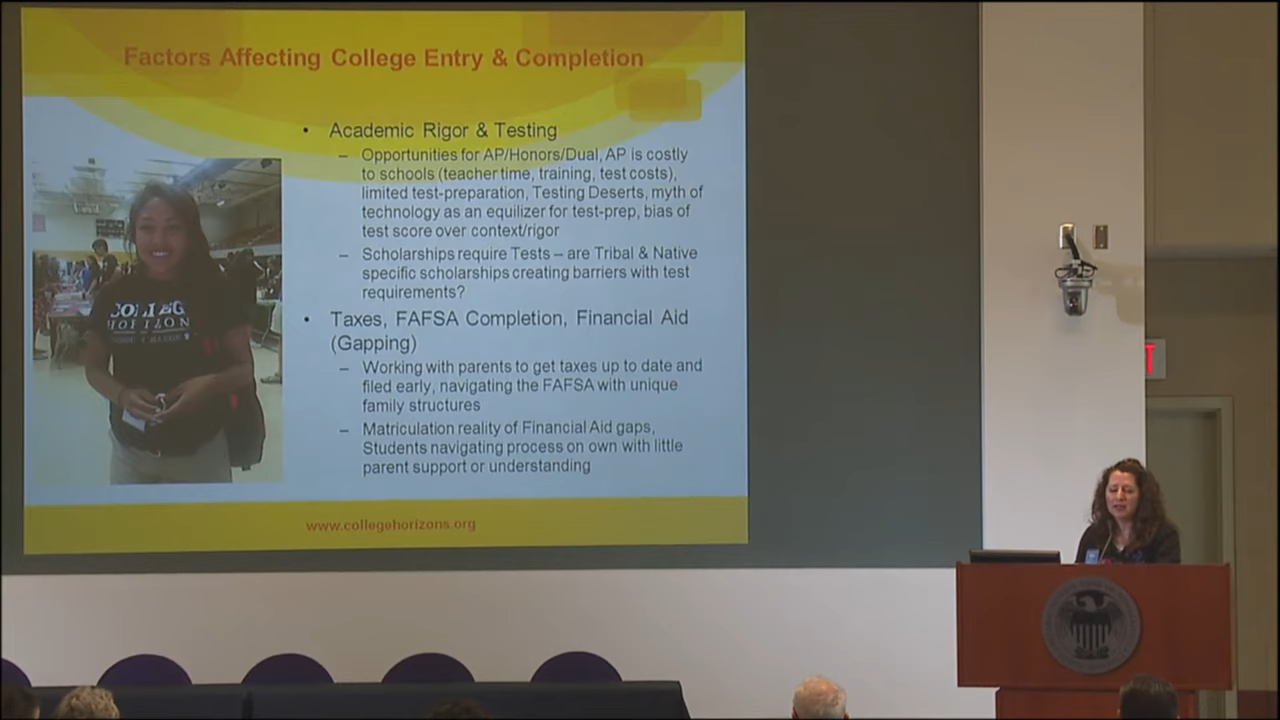 Factors Affecting College Entry & Completion
• Academic Rigor & Testing
– Opportunities for AP/Honors/Dual, AP is costly
to schools (teacher time, training, test costs),
limited test-preparation, Testing Deserts, myth of
technology as an equilizer for test-prep, bias of
test score over context/rigor
– Scholarships require Tests – are Tribal & Native
specific scholarships creating barriers with test
requirements?
• Taxes, FAFSA Completion, Financial Aid
(Gapping)
– Working with parents to get taxes up to date and
filed early, navigating the FAFSA with unique
family structures
– Matriculation reality of Financial Aid gaps,
Students navigating process on own with little
parent support or understanding
www.collegehorizons.org
COLLEGE
HORIZON